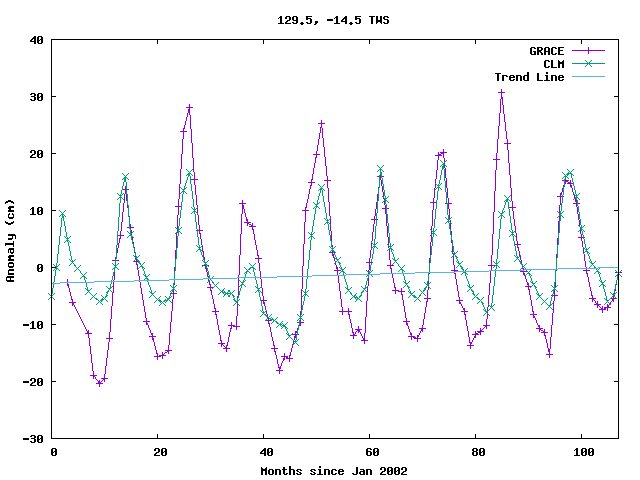 129.5, -14.5 TWS
GRACE
CLM
Trend Line
40
30
20
10
0
-10
-20
-30
Anomaly (cm)
0 20 40 60 80 100
Months since Jan 2002